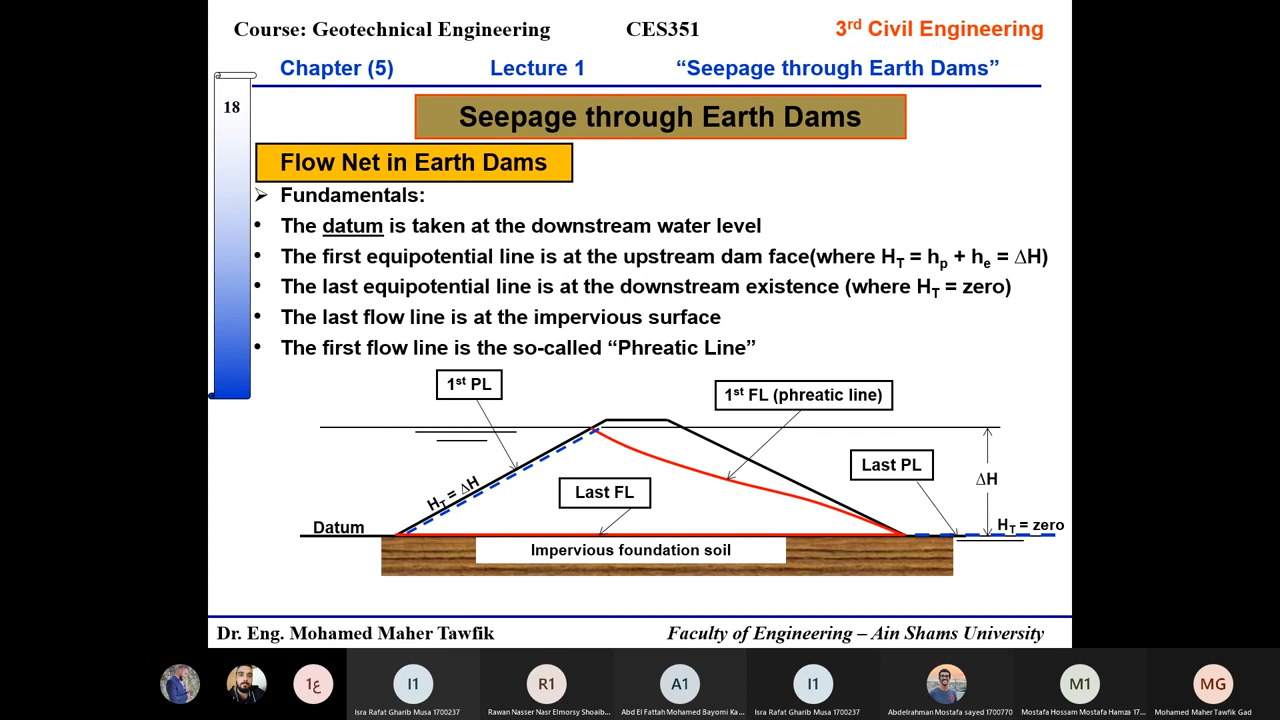 Course: Geotechnical Engineering CES351 3rd Civil Engineering
Chapter (5) Lecture 1 “Seepage through Earth Dams”
18
Seepage through Earth Dams
Flow Net in Earth Dams
➢ Fundamentals:
• The datum is taken at the downstream water level
• The first equipotential line is at the upstream dam face(where HT = hp + he = ∆H)
• The last equipotential line is at the downstream existence (where HT = zero)
• The last flow line is at the impervious surface
• The first flow line is the so-called “Phreatic Line”
1st PL
1st FL (phreatic line)
Last PL
HT = ∆H
Last FL
∆H
Datum
HT = zero
Impervious foundation soil
Dr. Eng. Mohamed Maher Tawfik Faculty of Engineering – Ain Shams University
ع1 I1 R1 A1 I1 M1 MG
Isra Rafat Gharib Musa 1700237 Rawan Nasser Nasr Elmorsy Shoaib... Abd El Fattah Mohamed Bayomi Ka... Isra Rafat Gharib Musa 1700237 Abdelrahman Mostafa sayed 1700770 Mostafa Hossam Mostafa Hamza 17... Mohamed Maher Tawfik Gad